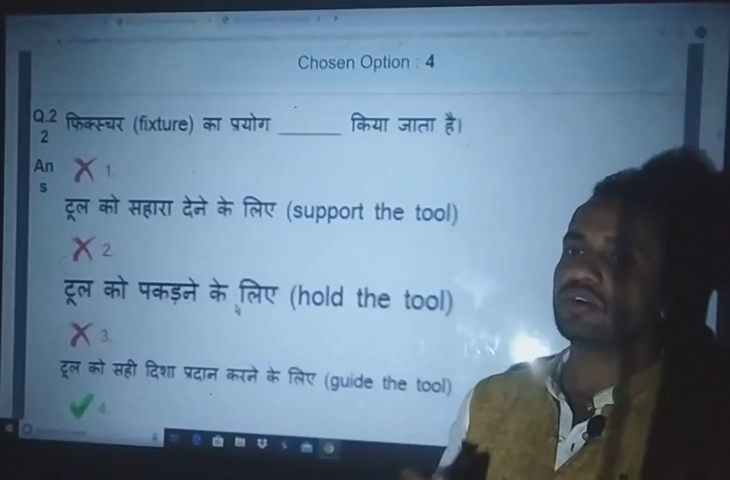 Chosen Option : 4
Q.2 फिक्स्चर (fixture) का प्रयोग ______ किया जाता है।
2
An 1.
s
टूल को सहारा देने के लिए (support the tool)
2.
टूल को पकड़ने के लिए (hold the tool)
3.
टूल को सही दिशा प्रदान करने के लिए (guide the tool)
4.